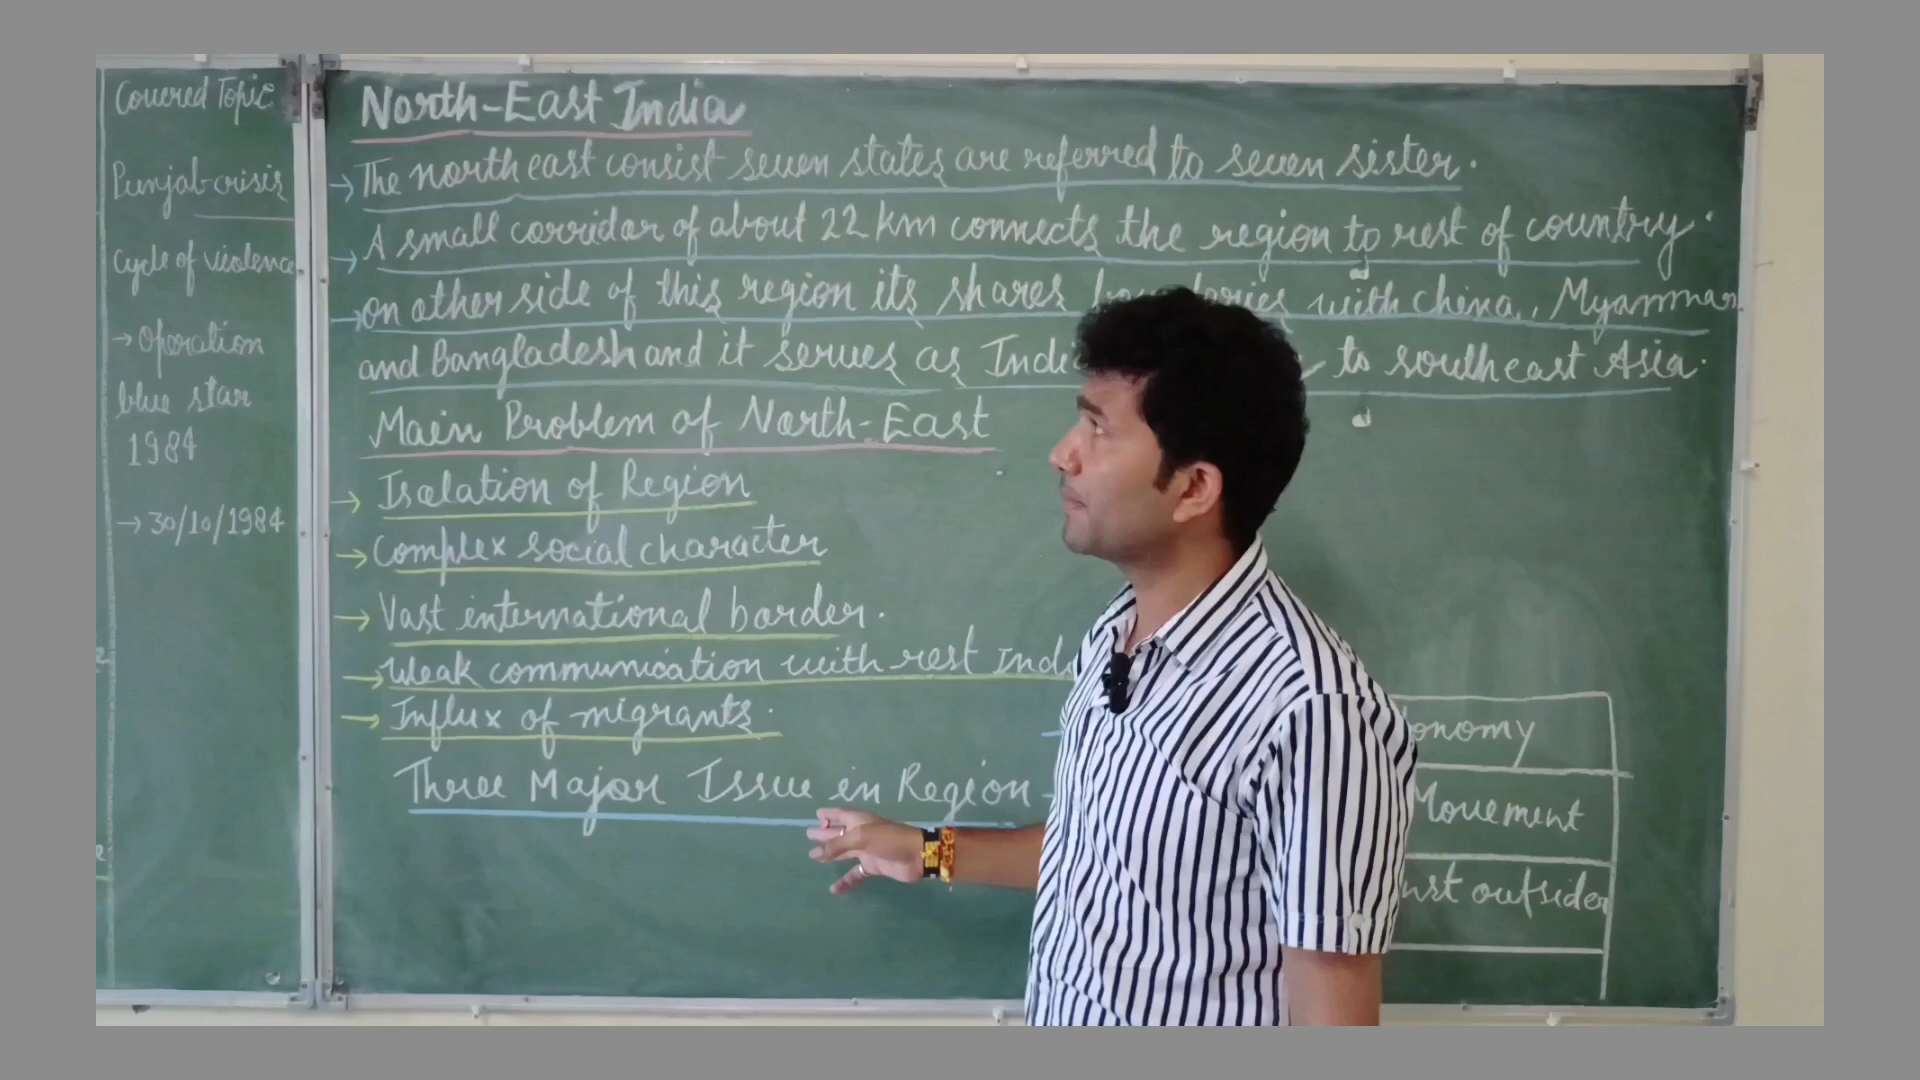 Covered Topic
Punjab-crisis
Cycle of violence
→ Operation
blue star
1984
→ 30/10/1984
North-East India
→ The north east consist seven states are referred to seven sister.
→ A small corridor of about 22 km connects the region to rest of country.
→ on other side of this region its shares with china, Myanmar
and Bangladesh and it serves as to southeast Asia.
Main Problem of North-East
→ Isolation of Region
→ Complex social character
→ Vast international border.
→ Weak communication with rest
→ Influx of migrants.
Three Major Issue in Region -
onomy
Movement
nst outsider